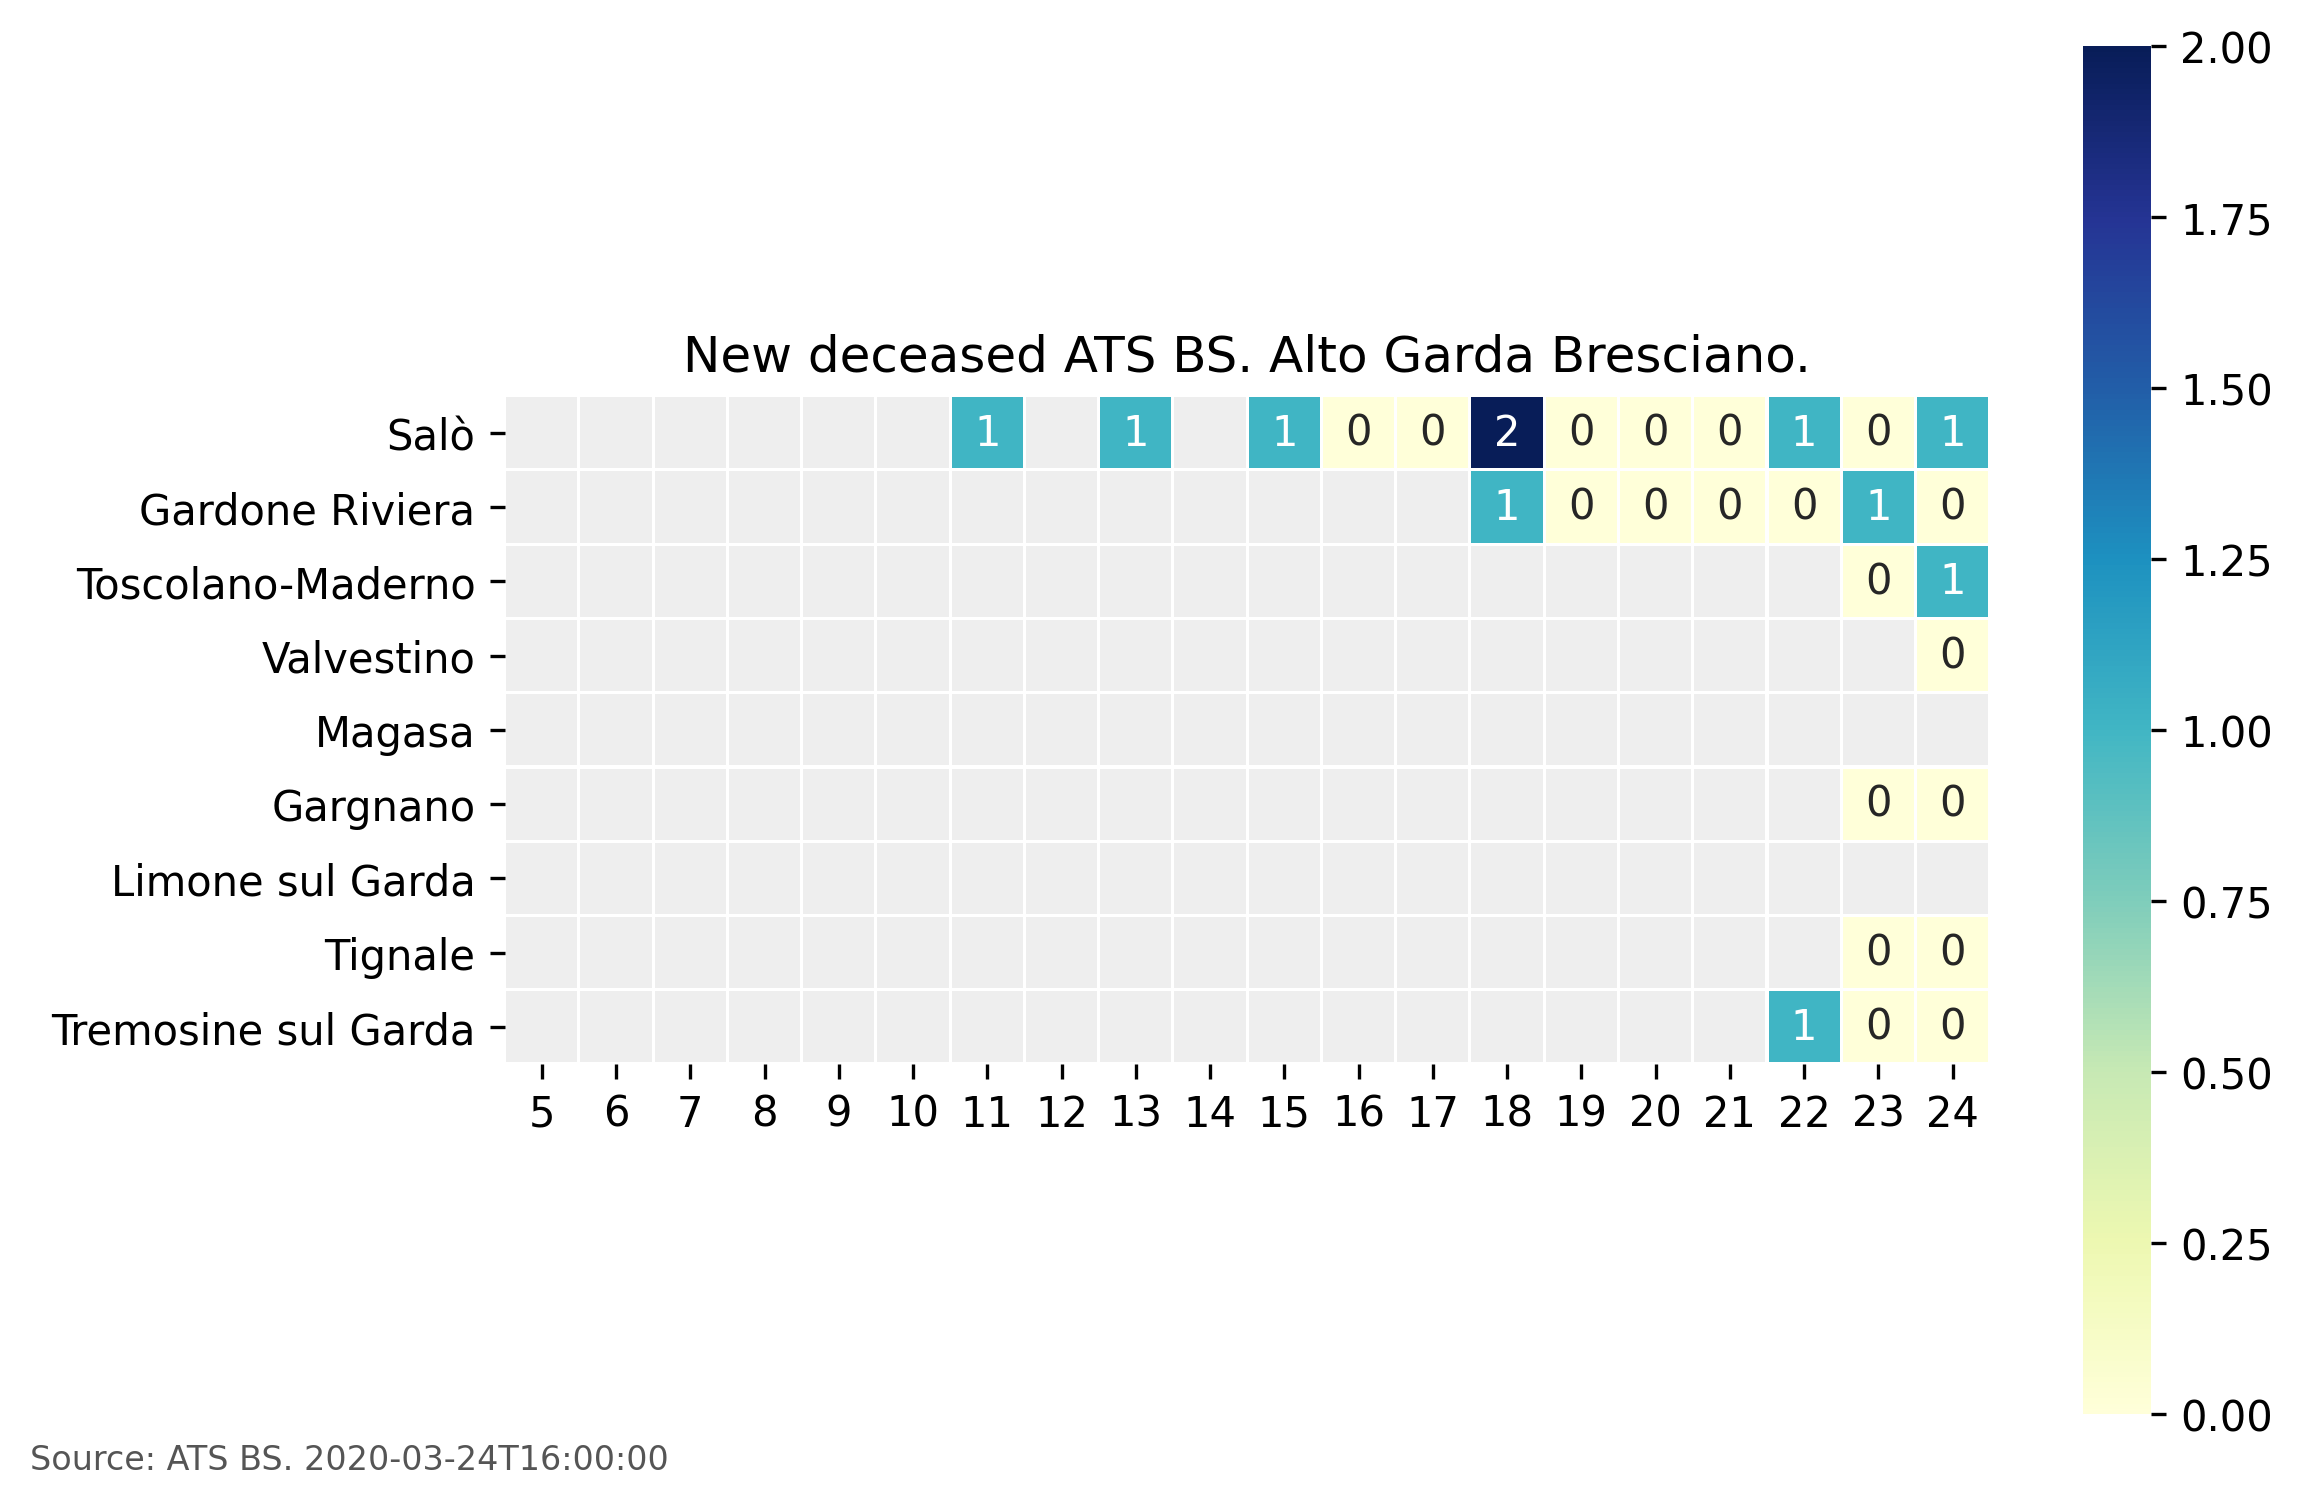 New deceased ATS BS. Alto Garda Bresciano.
Salò 1 1 1 0 0 2 0 0 0 1 0 1
Gardone Riviera 1 0 0 0 0 1 0
Toscolano-Maderno 0 1
Valvestino 0
Magasa
Gargnano 0 0
Limone sul Garda
Tignale 0 0
Tremosine sul Garda 1 0 0
5 6 7 8 9 10 11 12 13 14 15 16 17 18 19 20 21 22 23 24
2.00
1.75
1.50
1.25
1.00
0.75
0.50
0.25
0.00
Source: ATS BS. 2020-03-24T16:00:00